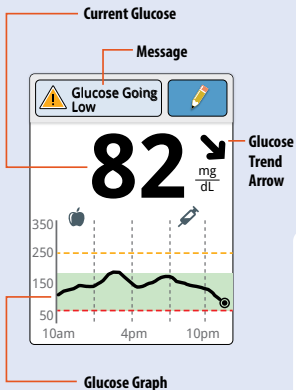 Current Glucose
Message
Glucose Going
Low
82
mg
dL
Glucose
Trend
Arrow
350
250
150
50
10am 4pm 10pm
Glucose Graph